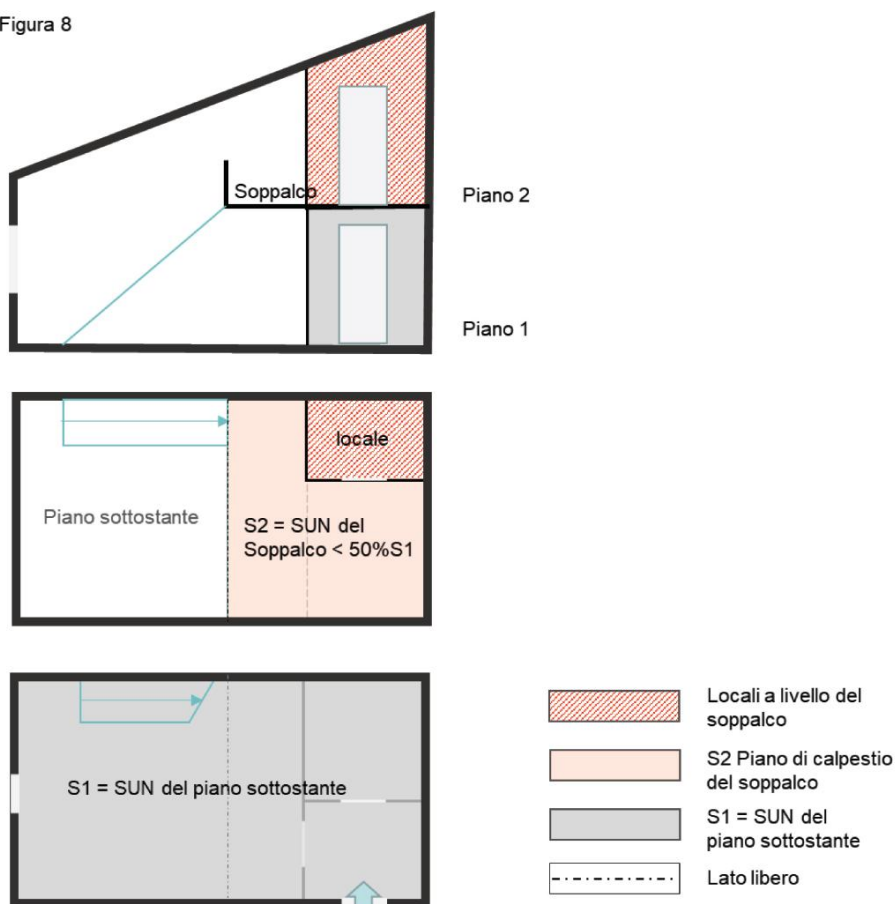 Figura 8
Soppalco
Piano 2
Piano 1
locale
Piano sottostante
S2 = SUN del
Soppalco < 50%S1
S1 = SUN del piano sottostante
Locali a livello del
soppalco
S2 Piano di calpestio
del soppalco
S1 = SUN del
piano sottostante
Lato libero